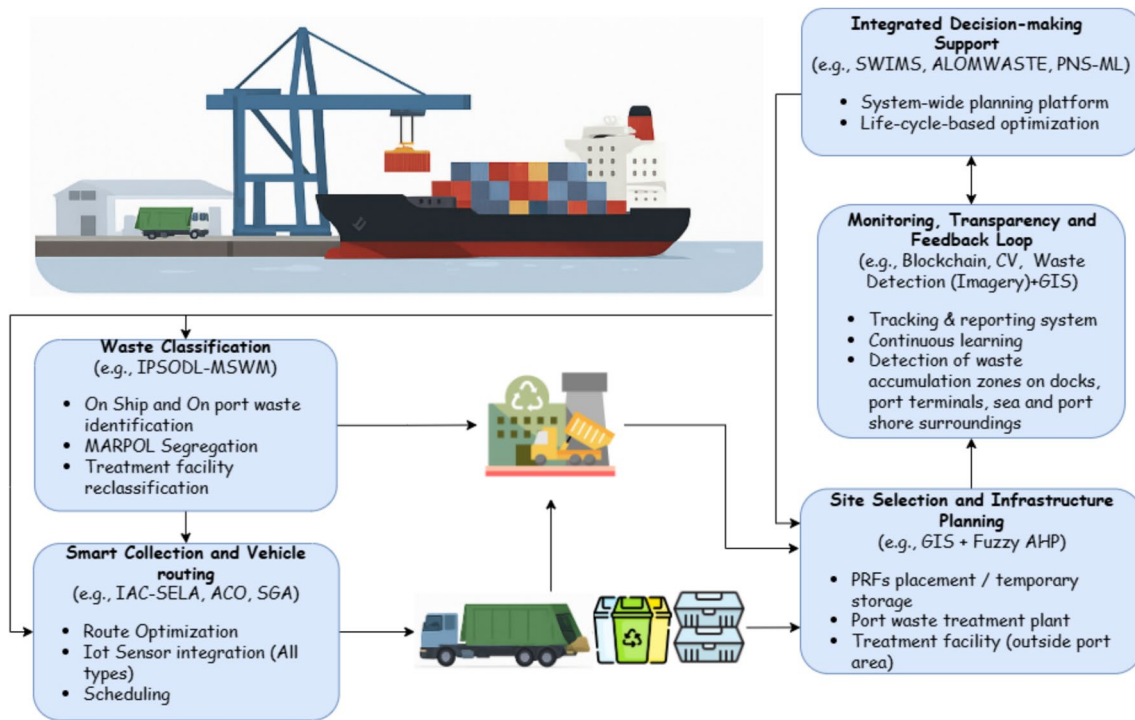 Integrated Decision-making
Support
(e.g., SWIMS, ALOMWASTE, PNS-ML)
• System-wide planning platform
• Life-cycle-based optimization
Monitoring, Transparency and
Feedback Loop
(e.g., Blockchain, CV, Waste
Detection (Imagery)+GIS)
• Tracking & reporting system
• Continuous learning
• Detection of waste
accumulation zones on docks,
port terminals, sea and port
shore surroundings
Waste Classification
(e.g., IPSODL-MSWM)
• On Ship and On port waste
identification
• MARPOL Segregation
• Treatment facility
reclassification
Smart Collection and Vehicle
routing
(e.g., IAC-SELA, ACO, SGA)
• Route Optimization
• Iot Sensor integration (All
types)
• Scheduling
Site Selection and Infrastructure
Planning
(e.g., GIS + Fuzzy AHP)
• PRFs placement / temporary
storage
• Port waste treatment plant
• Treatment facility (outside port
area)